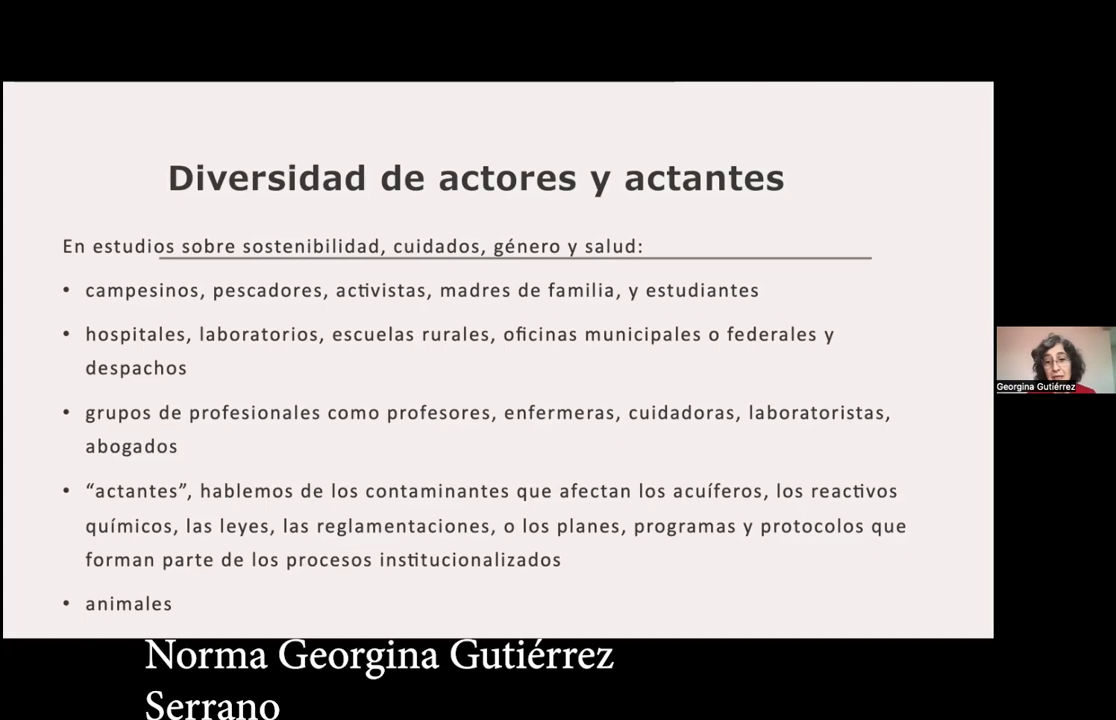 Diversidad de actores y actantes
En estudios sobre sostenibilidad, cuidados, género y salud:
• campesinos, pescadores, activistas, madres de familia, y estudiantes
• hospitales, laboratorios, escuelas rurales, oficinas municipales o federales y
despachos
• grupos de profesionales como profesores, enfermeras, cuidadoras, laboratoristas,
abogados
• “actantes”, hablemos de los contaminantes que afectan los acuíferos, los reactivos
químicos, las leyes, las reglamentaciones, o los planes, programas y protocolos que
forman parte de los procesos institucionalizados
• animales
Georgina Gutiérrez
Norma Georgina Gutiérrez
Serrano